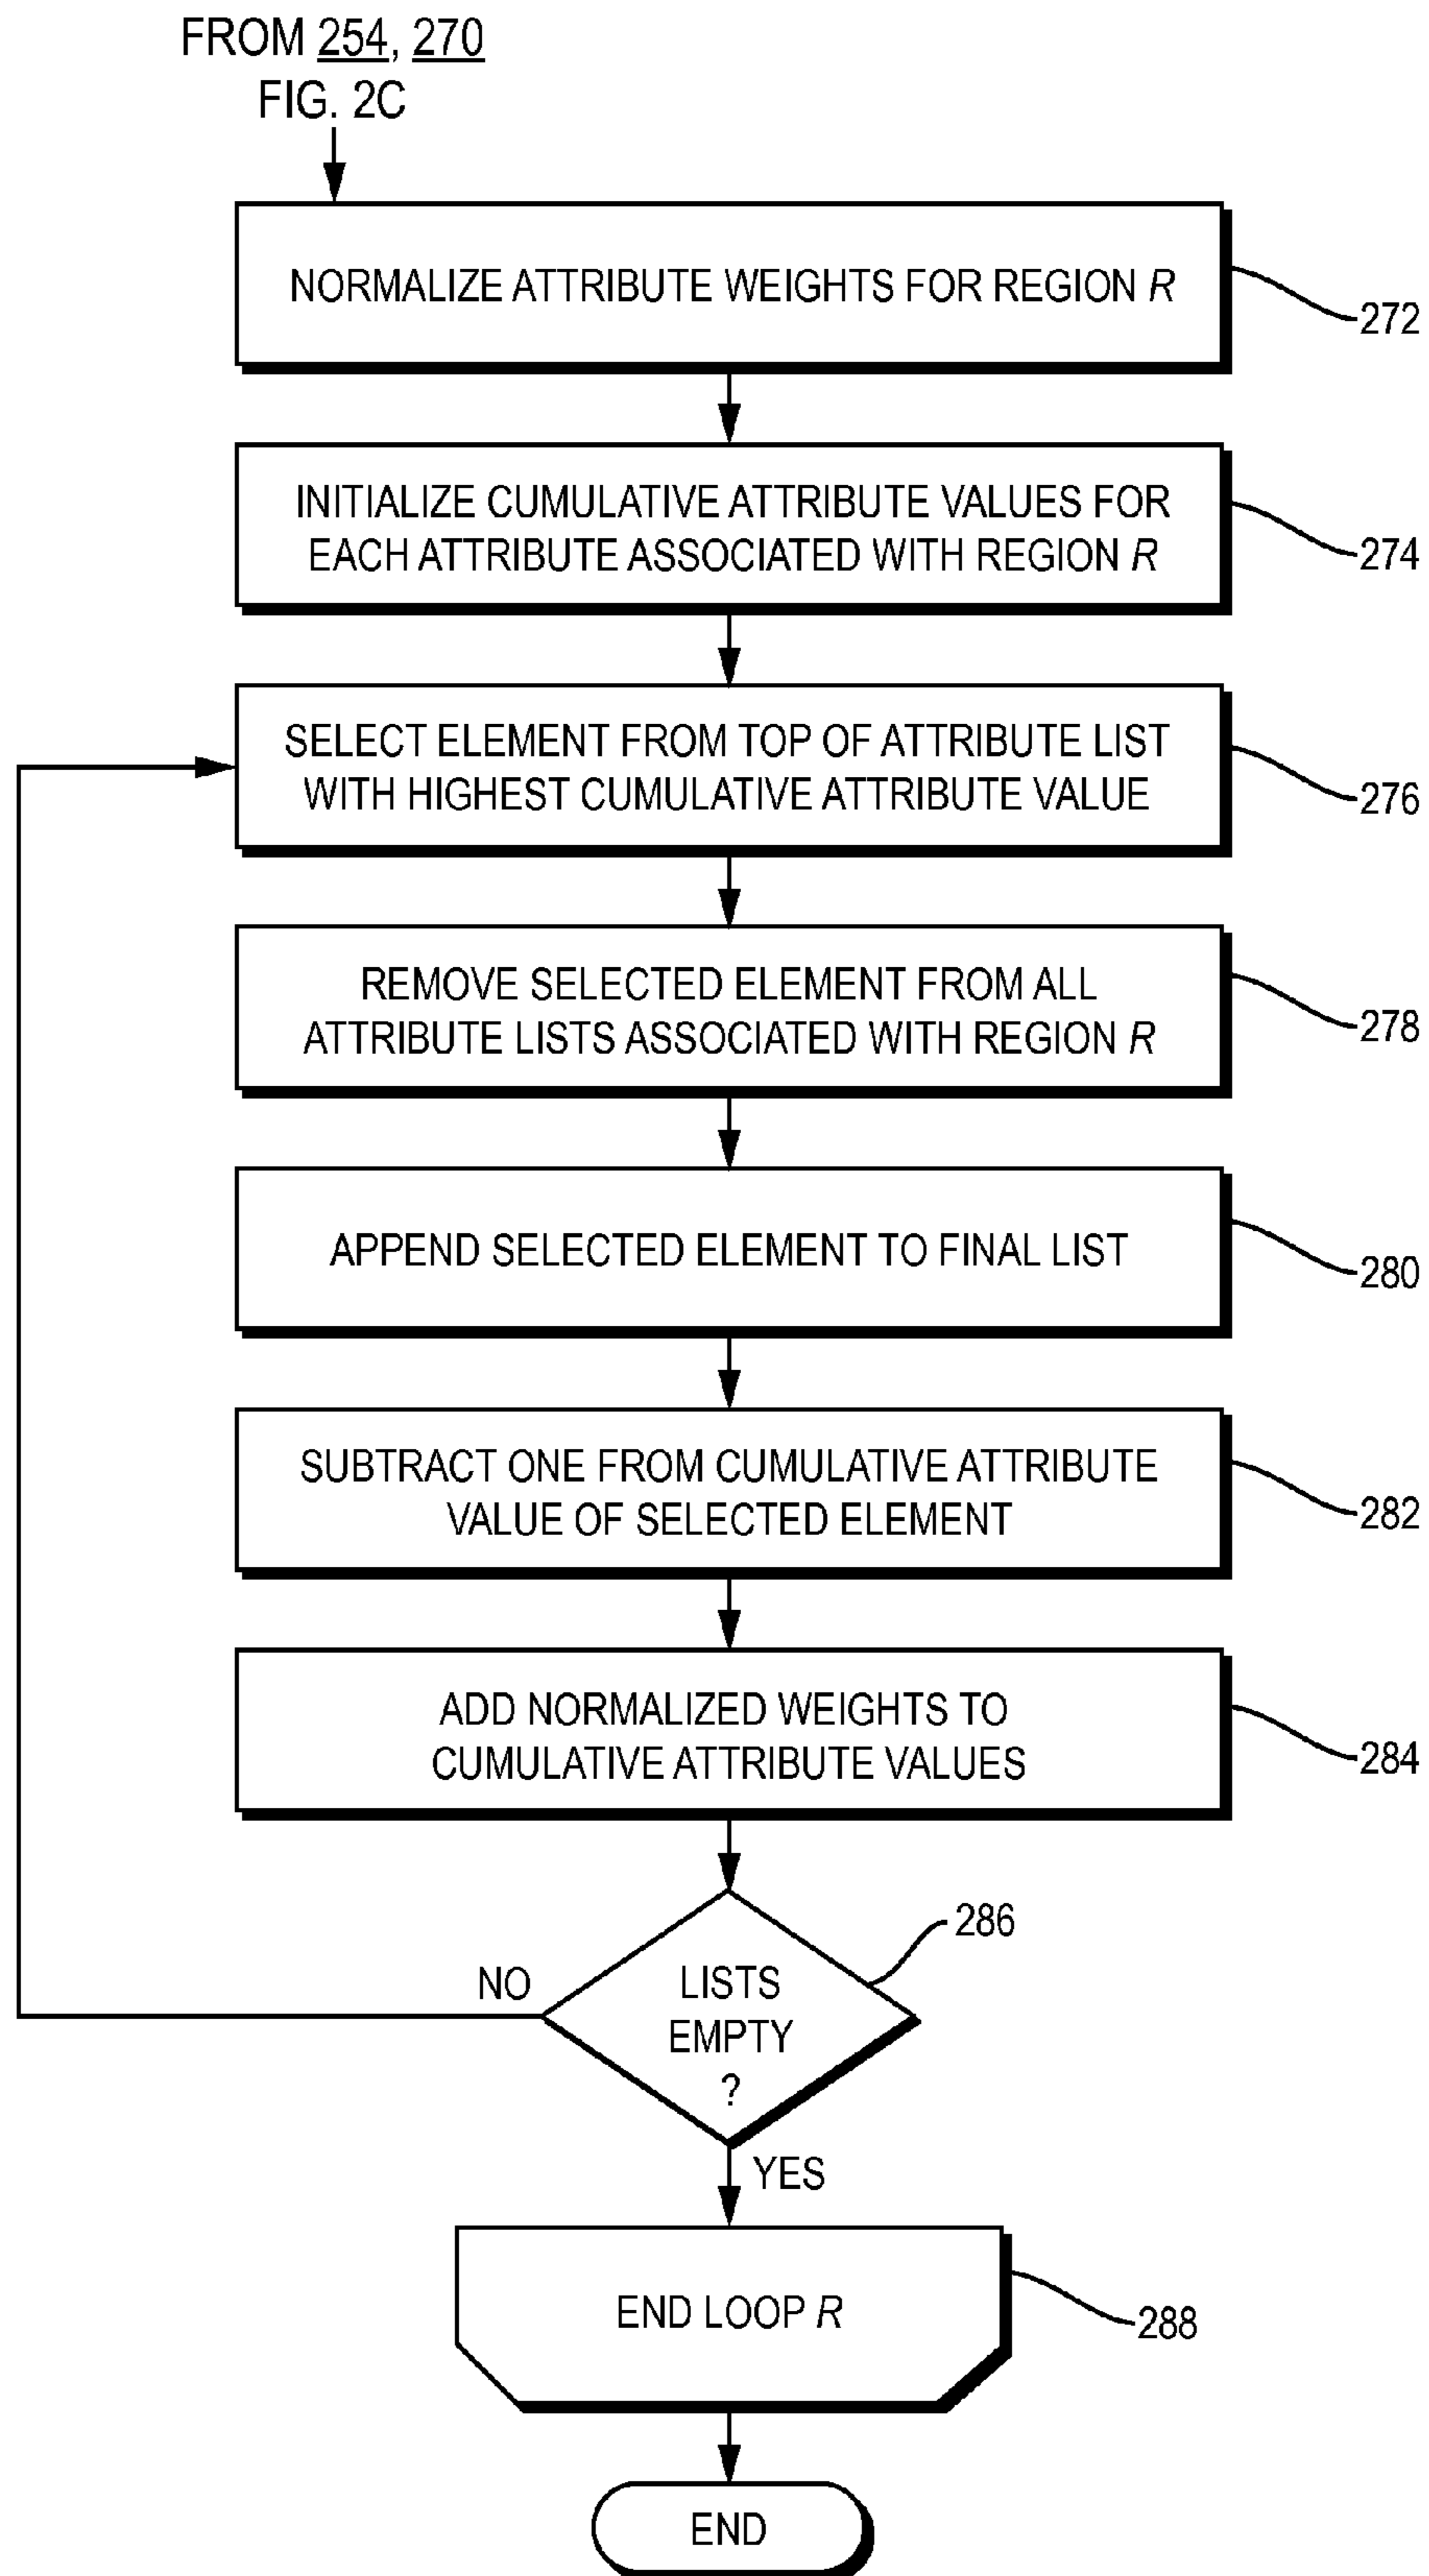 FROM 254, 270
FIG. 2C
NORMALIZE ATTRIBUTE WEIGHTS FOR REGION R
272
INITIALIZE CUMULATIVE ATTRIBUTE VALUES FOR
EACH ATTRIBUTE ASSOCIATED WITH REGION R
274
SELECT ELEMENT FROM TOP OF ATTRIBUTE LIST
WITH HIGHEST CUMULATIVE ATTRIBUTE VALUE
276
REMOVE SELECTED ELEMENT FROM ALL
ATTRIBUTE LISTS ASSOCIATED WITH REGION R
278
APPEND SELECTED ELEMENT TO FINAL LIST
280
SUBTRACT ONE FROM CUMULATIVE ATTRIBUTE
VALUE OF SELECTED ELEMENT
282
ADD NORMALIZED WEIGHTS TO
CUMULATIVE ATTRIBUTE VALUES
284
286
NO
LISTS
EMPTY
?
YES
END LOOP R
288
END